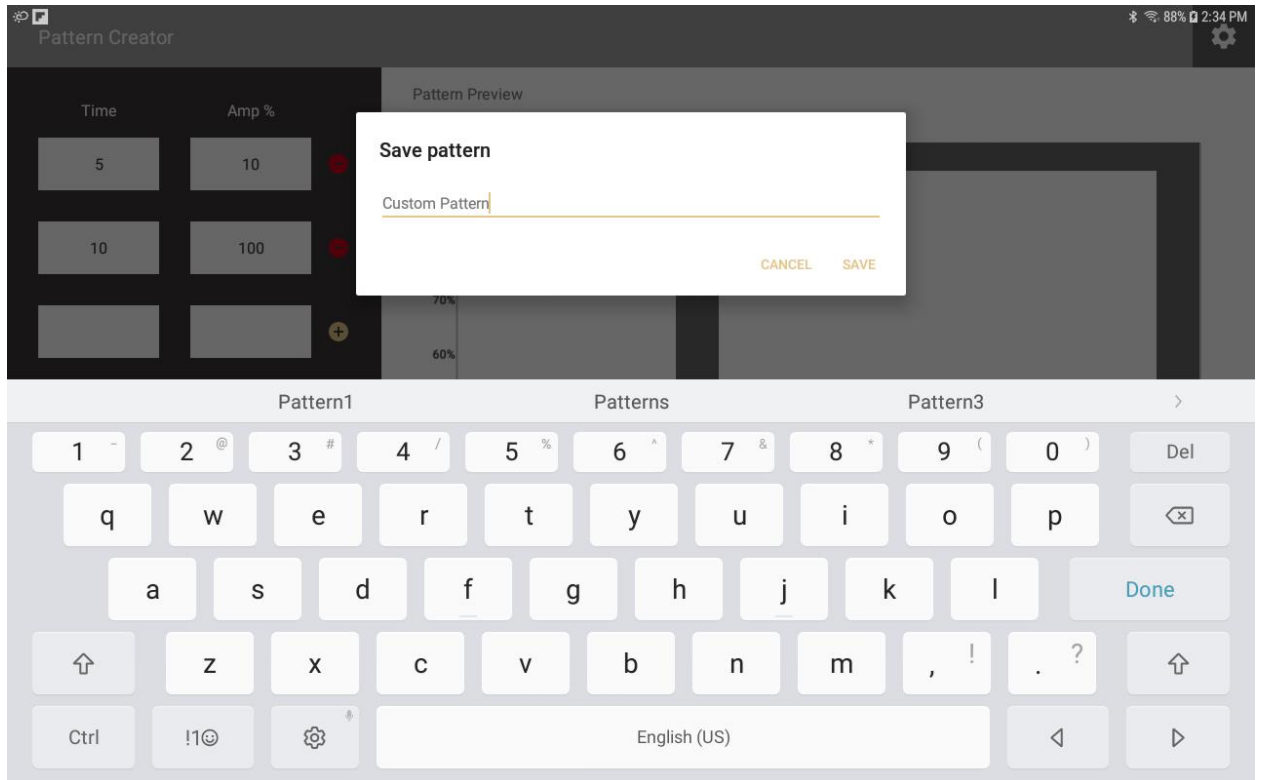 88% 2:34 PM
Pattern Creator
Pattern Preview
Time Amp %
Save pattern
5 10
Custom Pattern
10 100
CANCEL SAVE
70%
60%
Pattern1 Patterns Pattern3
1 - 2 @ 3 # 4 / 5 % 6 ^ 7 & 8 * 9 ( 0 ) Del
q w e r t y u i o p
a s d f g h j k l Done
z x c v b n m , ! . ?
Ctrl !1☺ English (US)